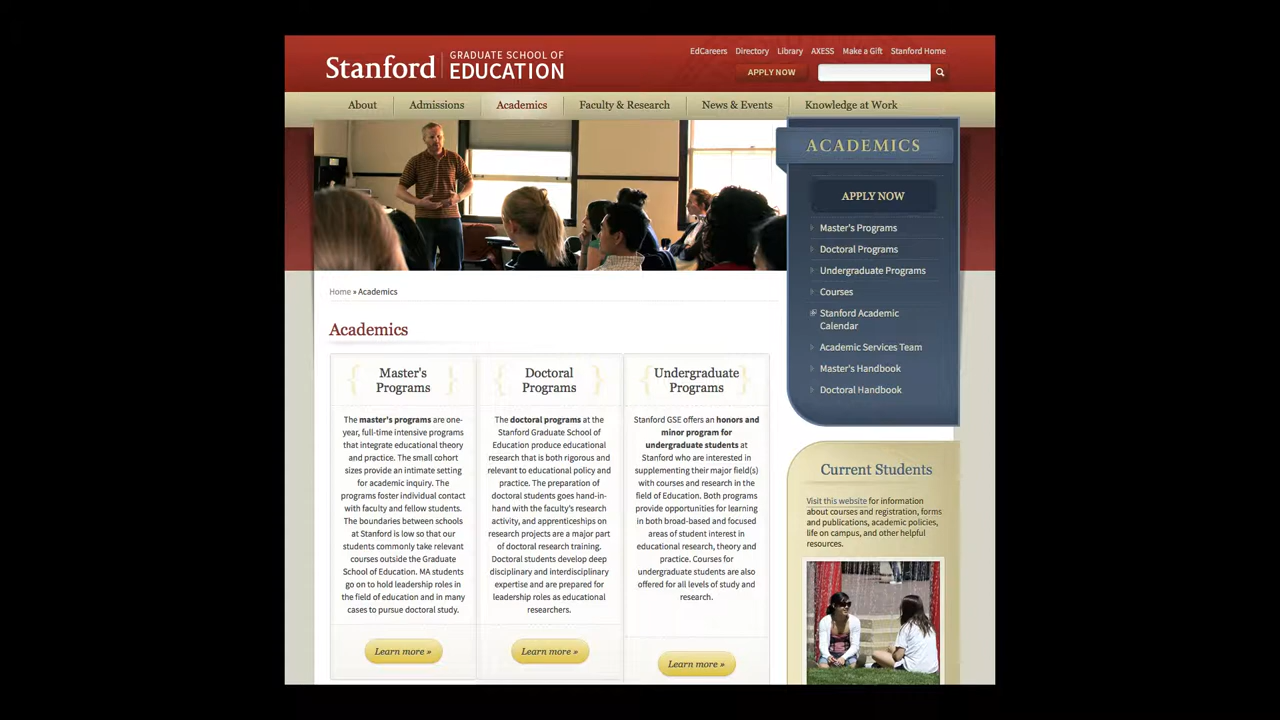 Stanford
GRADUATE SCHOOL OF
EDUCATION
EdCareers Directory Library AXESS Make a Gift Stanford Home
APPLY NOW
About Admissions Academics Faculty & Research News & Events Knowledge at Work
ACADEMICS
APPLY NOW
Master's Programs
Doctoral Programs
Undergraduate Programs
Courses
Stanford Academic
Calendar
Academic Services Team
Master's Handbook
Doctoral Handbook
Home » Academics
Academics
Master's
Programs
The master's programs are one-
year, full-time intensive programs
that integrate educational theory
and practice. The small cohort
sizes provide an intimate setting
for academic inquiry. The
programs foster individual contact
with faculty and fellow students.
The boundaries between schools
at Stanford is low so that our
students commonly take relevant
courses outside the Graduate
School of Education. MA students
go on to hold leadership roles in
the field of education and in many
cases to pursue doctoral study.
Learn more »
Doctoral
Programs
The doctoral programs at the
Stanford Graduate School of
Education produce educational
research that is both rigorous and
relevant to educational policy and
practice. The preparation of
doctoral students goes hand-in-
hand with the faculty's research
activity, and apprenticeships on
research projects are a major part
of doctoral research training.
Doctoral students develop deep
disciplinary and interdisciplinary
expertise and are prepared for
leadership roles as educational
researchers.
Learn more »
Undergraduate
Programs
Stanford GSE offers an honors and
minor program for
undergraduate students at
Stanford who are interested in
supplementing their major field(s)
with courses and research in the
field of Education. Both programs
provide opportunities for learning
in both broad-based and focused
areas of student interest in
educational research, theory and
practice. Courses for
undergraduate students are also
offered for all levels of study and
research.
Learn more »
Current Students
Visit this website for information
about courses and registration, forms
and publications, academic policies,
life on campus, and other helpful
resources.